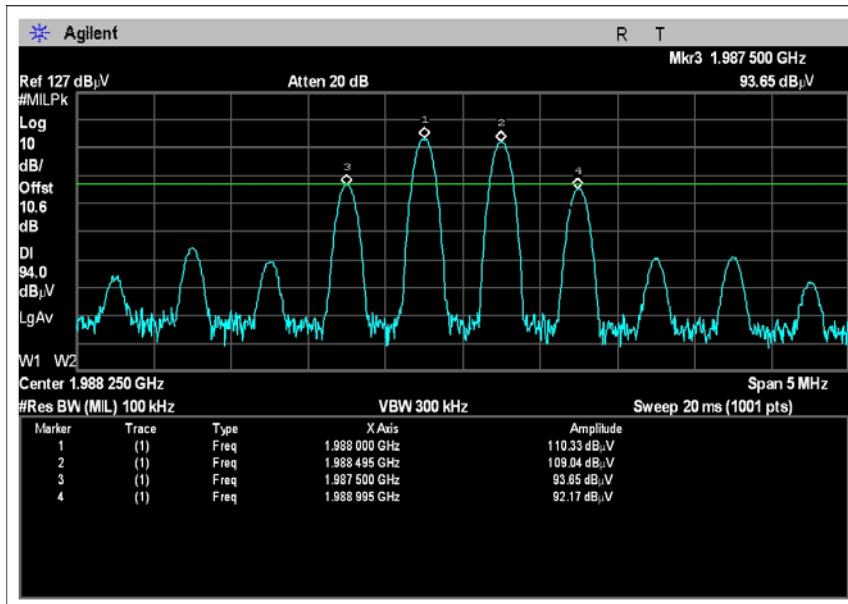 Agilent R T
Mkr3 1.987 500 GHz
Ref 127 dBµV Atten 20 dB 93.65 dBµV
#MILPk
Log
10
dB/
Offst
10.6
dB
DI
94.0
dBµV
LgAv
W1 W2
1
2
3
4
Center 1.988 250 GHz Span 5 MHz
#Res BW (MIL) 100 kHz VBW 300 kHz Sweep 20 ms (1001 pts)
Marker Trace Type X Axis Amplitude
1 (1) Freq 1.988 000 GHz 110.33 dBµV
2 (1) Freq 1.988 495 GHz 109.04 dBµV
3 (1) Freq 1.987 500 GHz 93.65 dBµV
4 (1) Freq 1.988 995 GHz 92.17 dBµV